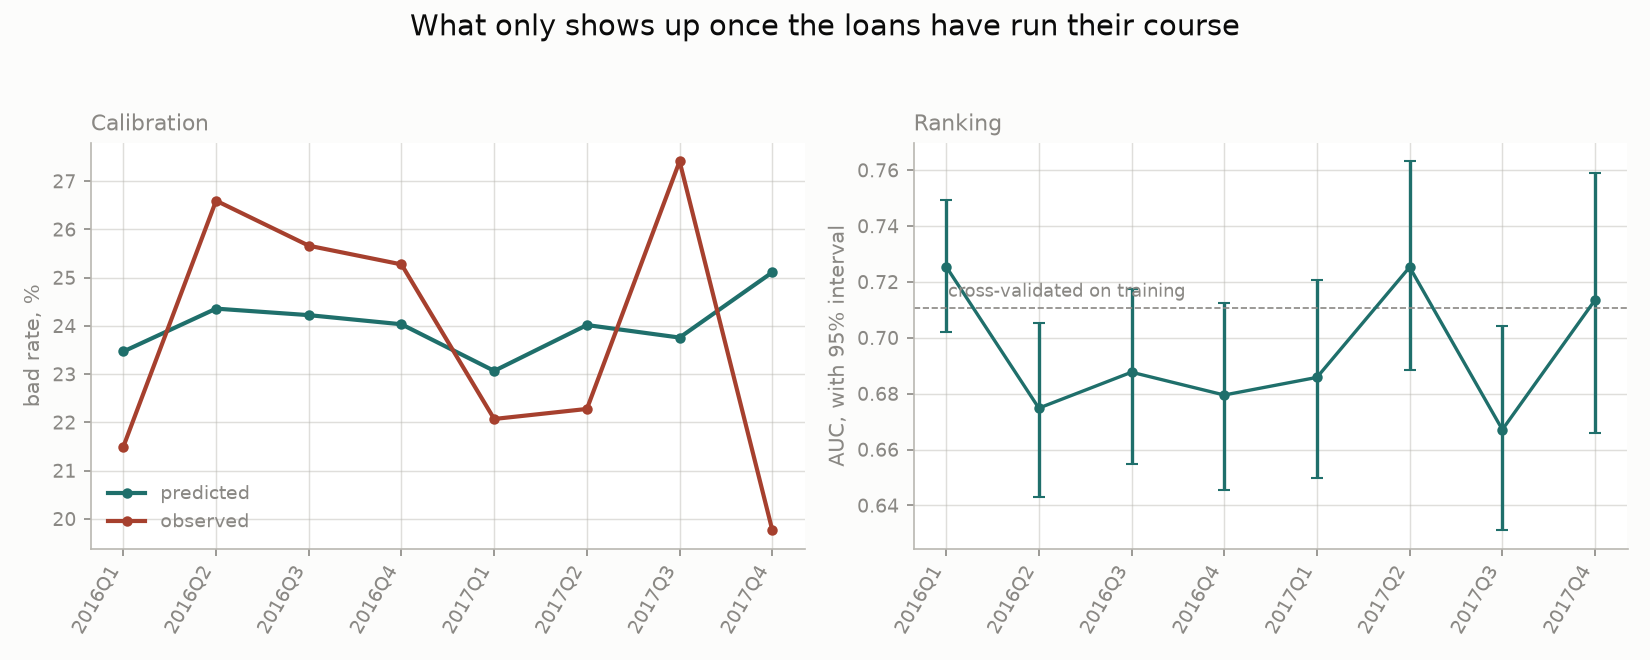 What only shows up once the loans have run their course
Calibration
bad rate, %
27
26
25
24
23
22
21
20
predicted
observed
2016Q1
2016Q2
2016Q3
2016Q4
2017Q1
2017Q2
2017Q3
2017Q4
Ranking
AUC, with 95% interval
0.76
0.74
0.72
0.70
0.68
0.66
0.64
cross-validated on training
2016Q1
2016Q2
2016Q3
2016Q4
2017Q1
2017Q2
2017Q3
2017Q4